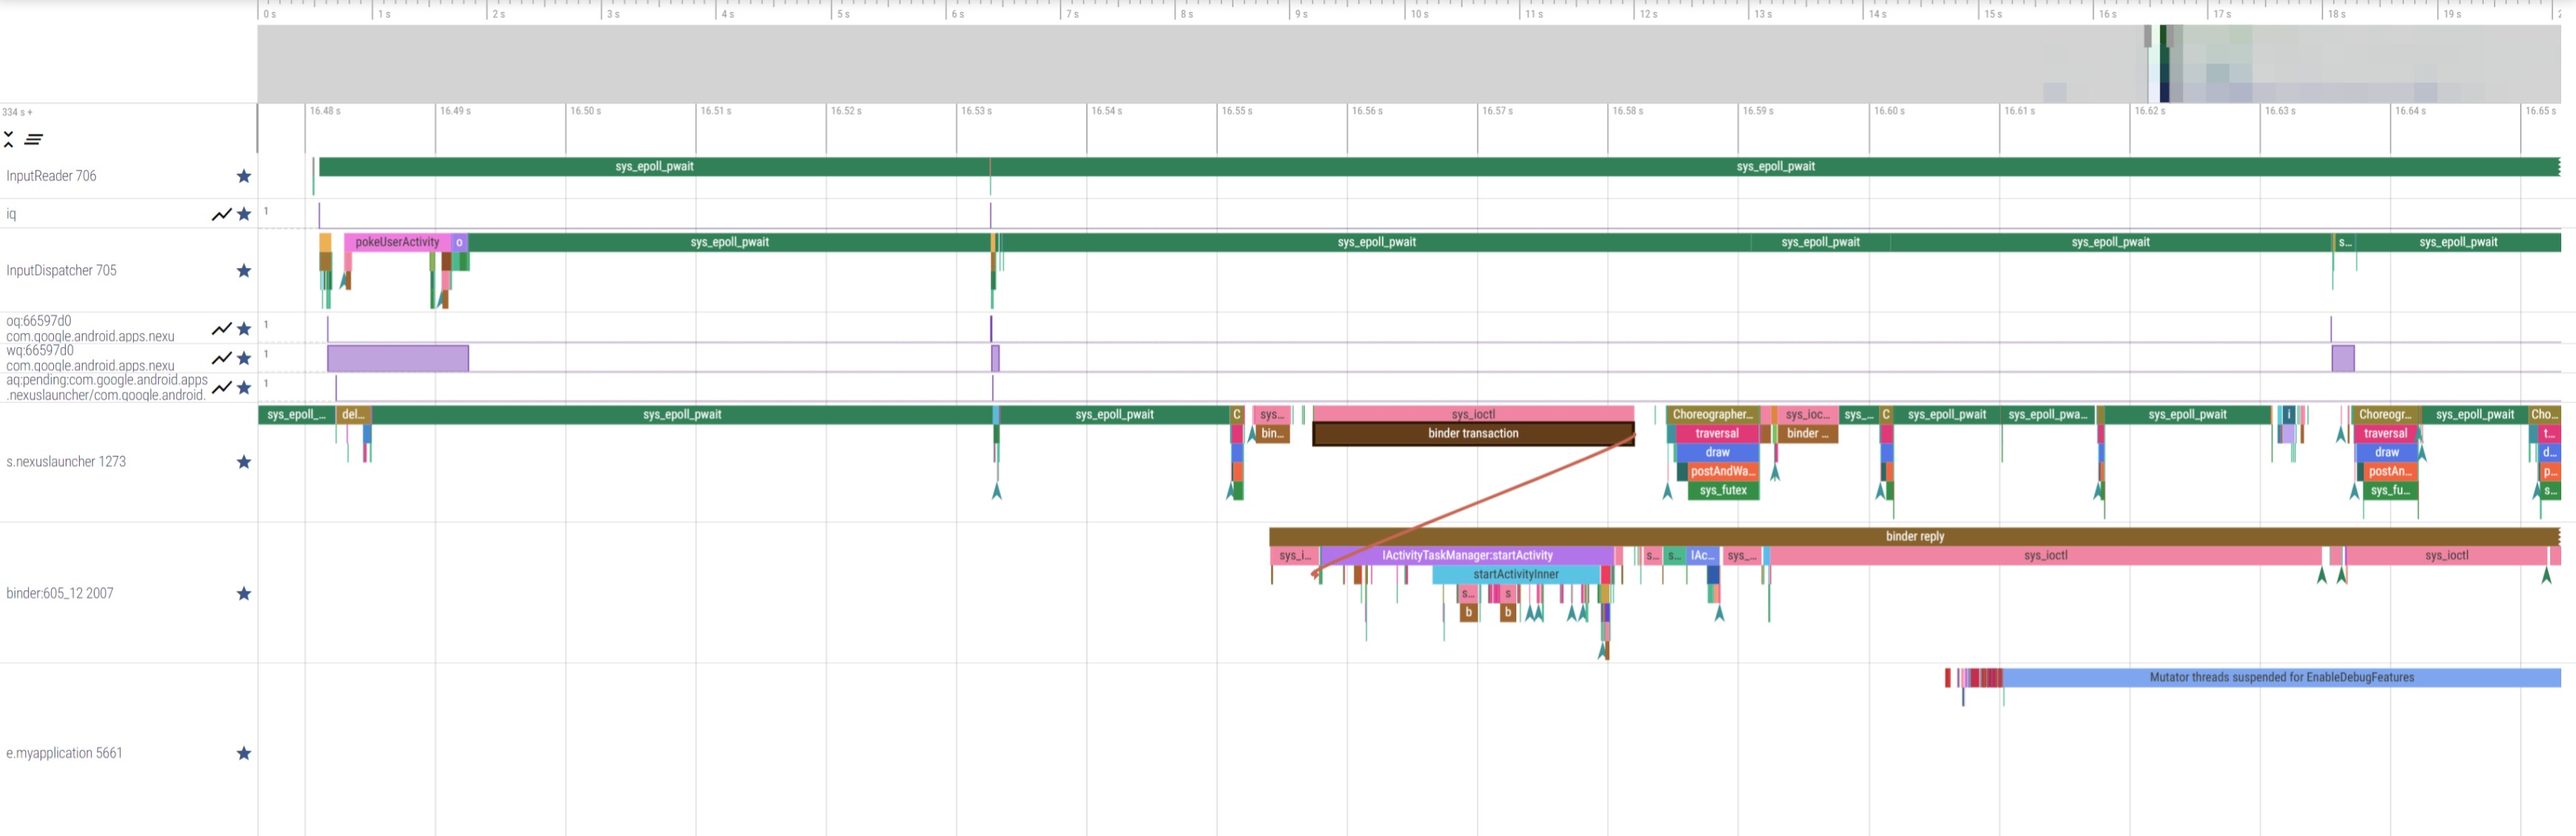 0 s 1 s 2 s 3 s 4 s 5 s 6 s 7 s 8 s 9 s 10 s 11 s 12 s 13 s 14 s 15 s 16 s 17 s 18 s 19 s 2
334 s +
16.48 s 16.49 s 16.50 s 16.51 s 16.52 s 16.53 s 16.54 s 16.55 s 16.56 s 16.57 s 16.58 s 16.59 s 16.60 s 16.61 s 16.62 s 16.63 s 16.64 s 16.65 s
InputReader 706
sys_epoll_pwait sys_epoll_pwait
iq
1
InputDispatcher 705
pokeUserActivity o sys_epoll_pwait sys_epoll_pwait sys_epoll_pwait sys_epoll_pwait s... sys_epoll_pwait
oq:66597d0
com.google.android.apps.nexu
1
wq:66597d0
com.google.android.apps.nexu
1
aq:pending:com.google.android.apps
.nexuslauncher/com.google.android.
1
s.nexuslauncher 1273
sys_epoll_... del... sys_epoll_pwait sys_epoll_pwait C sys... sys_ioctl Choreographer... sys_ioc... sys_... C sys_epoll_pwait sys_epoll_pwa... sys_epoll_pwait i Choreogr... sys_epoll_pwait Cho...
bin... binder transaction traversal binder ... traversal t...
draw draw d...
postAndWa... postAn... p...
sys_futex sys_fu... s...
binder:605_12 2007
binder reply
sys_i... IActivityTaskManager:startActivity s... s... IAc... sys_... sys_ioctl sys_ioctl
startActivityInner
s... s
b b
e.myapplication 5661
Mutator threads suspended for EnableDebugFeatures